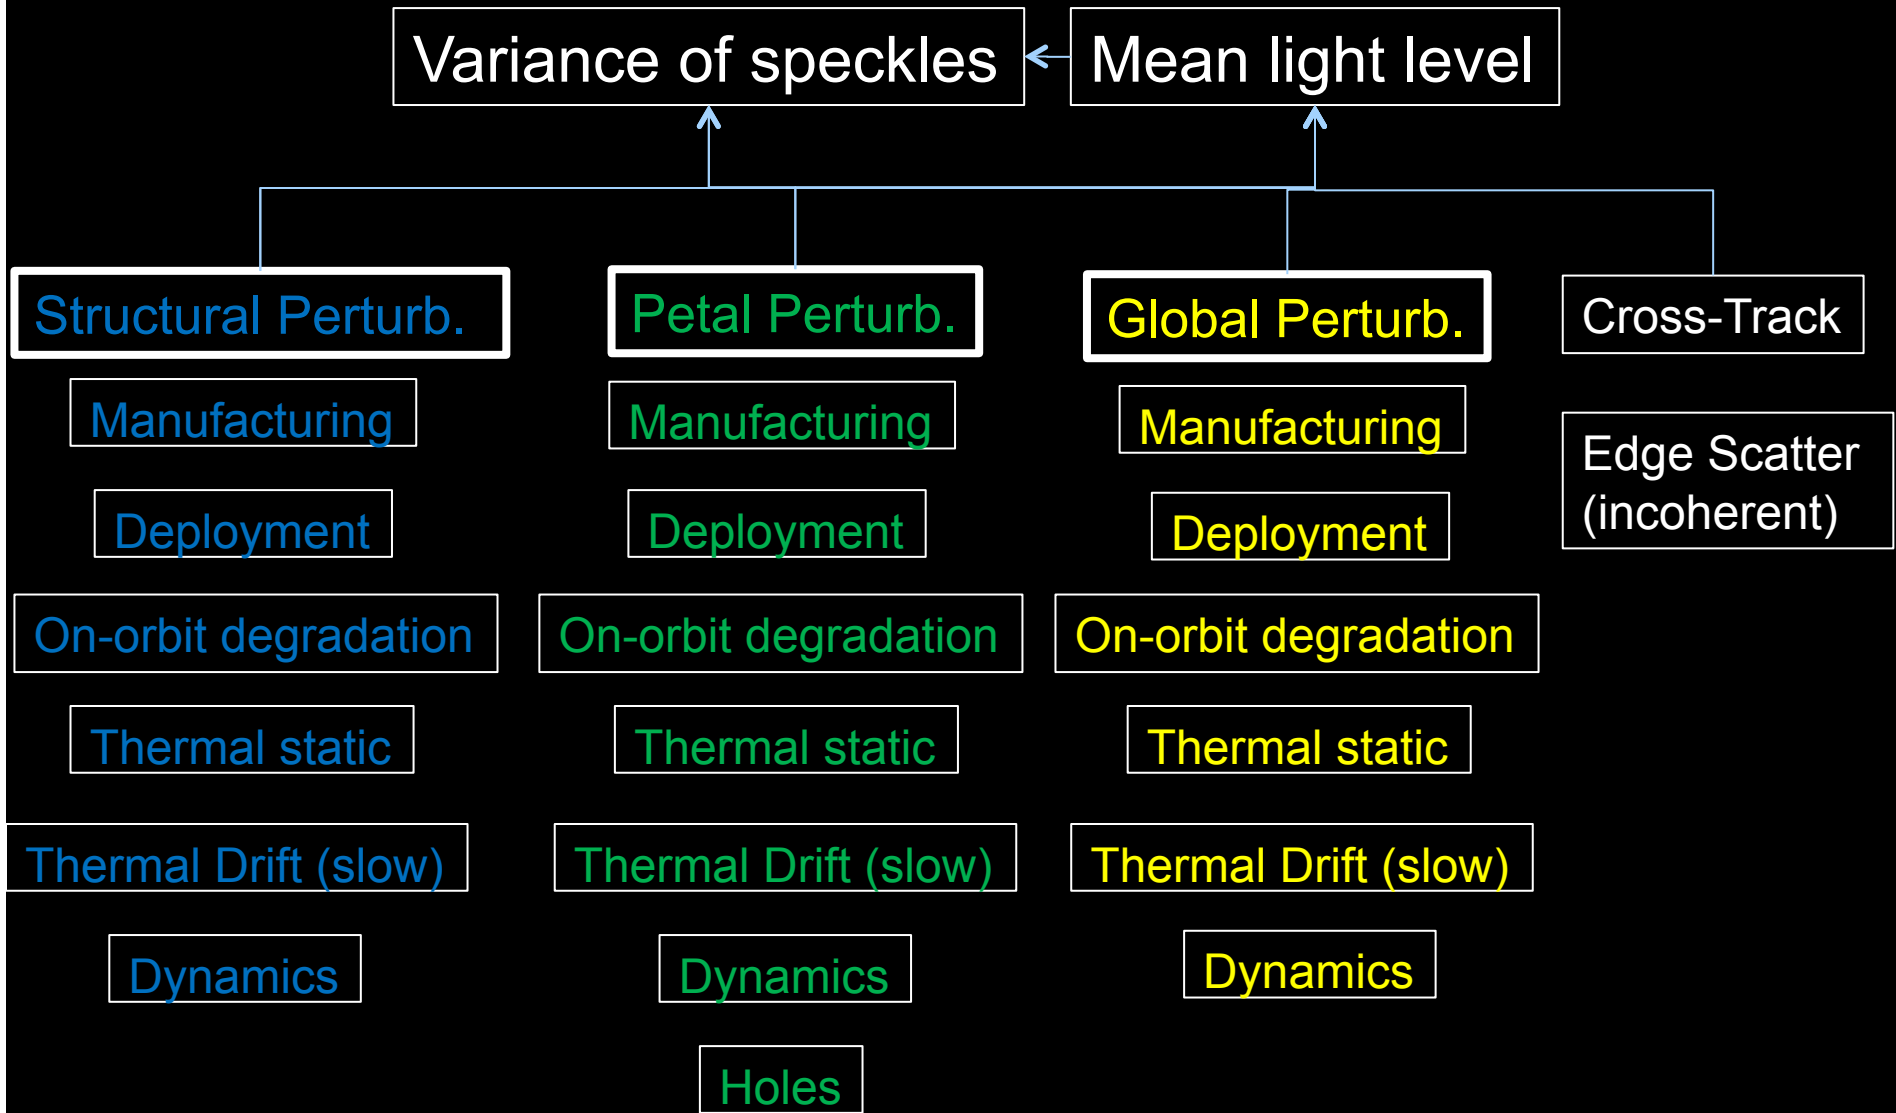 Variance of speckles
Mean light level
Structural Perturb.
Petal Perturb.
Global Perturb.
Cross-Track
Manufacturing
Manufacturing
Manufacturing
Edge Scatter
(incoherent)
Deployment
Deployment
Deployment
On-orbit degradation
On-orbit degradation
On-orbit degradation
Thermal static
Thermal static
Thermal static
Thermal Drift (slow)
Thermal Drift (slow)
Thermal Drift (slow)
Dynamics
Dynamics
Dynamics
Holes